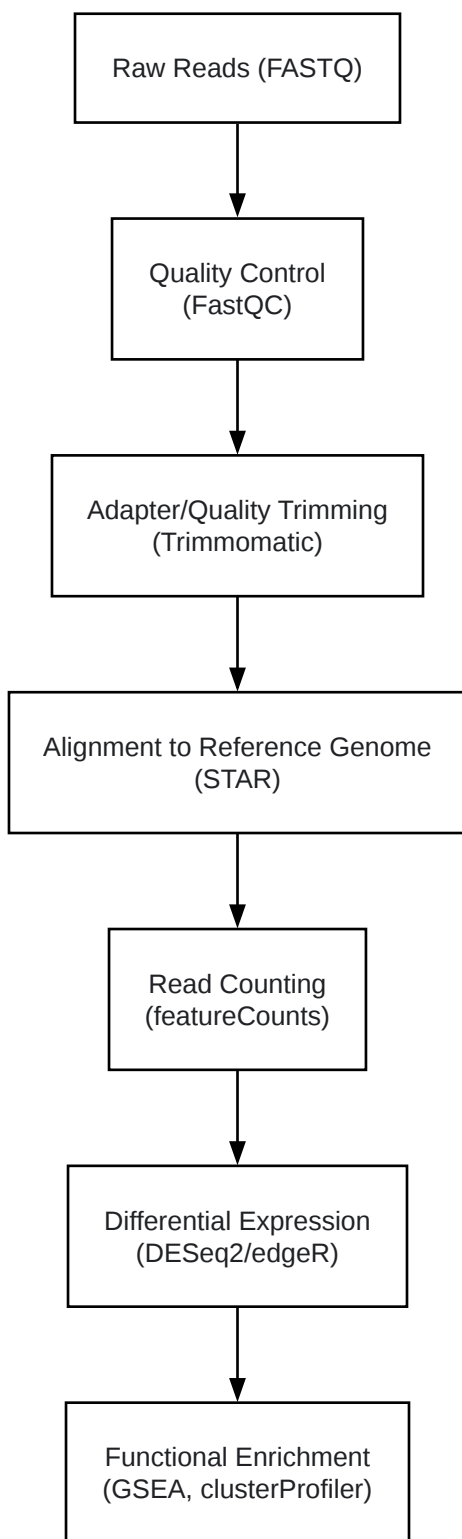 Raw Reads (FASTQ)
Quality Control
(FastQC)
Adapter/Quality Trimming
(Trimmomatic)
Alignment to Reference Genome
(STAR)
Read Counting
(featureCounts)
Differential Expression
(DESeq2/edgeR)
Functional Enrichment
(GSEA, clusterProfiler)